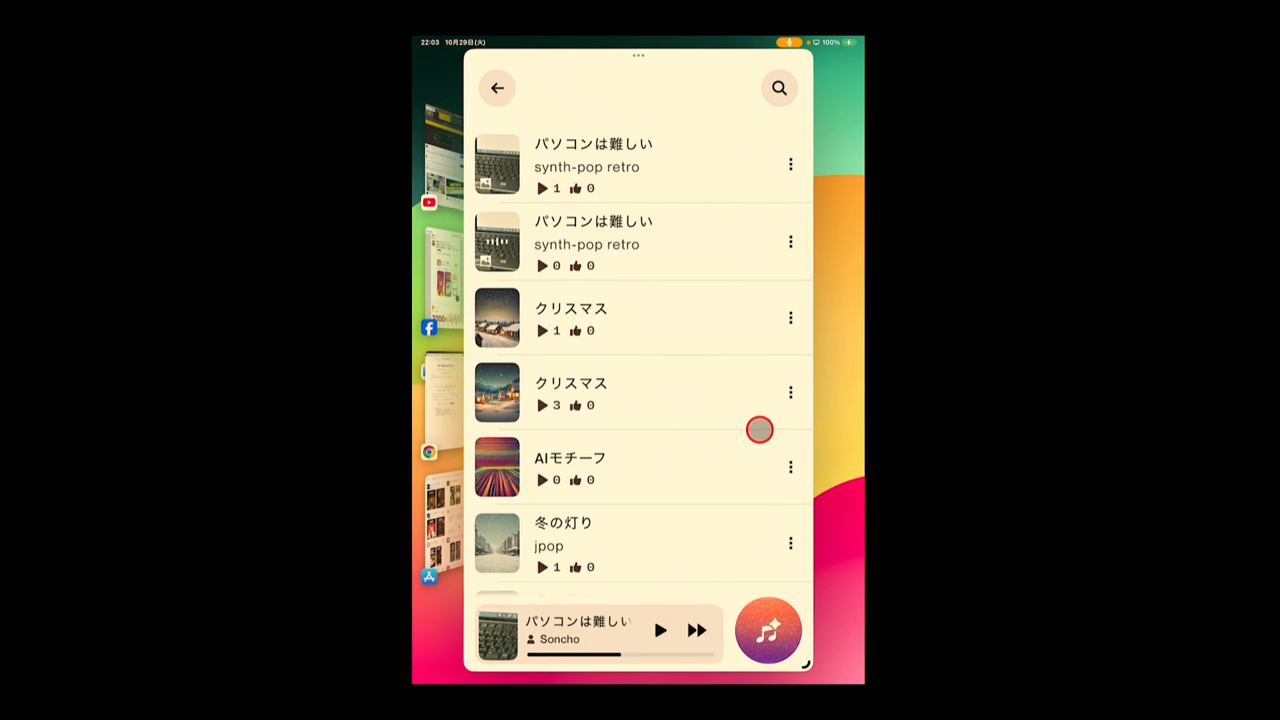 22:03 10月29日(火)
100%
パソコンは難しい
synth-pop retro
1 0
パソコンは難しい
synth-pop retro
0 0
クリスマス
1 0
クリスマス
3 0
AIモチーフ
0 0
冬の灯り
jpop
1 0
パソコンは難しい
Soncho